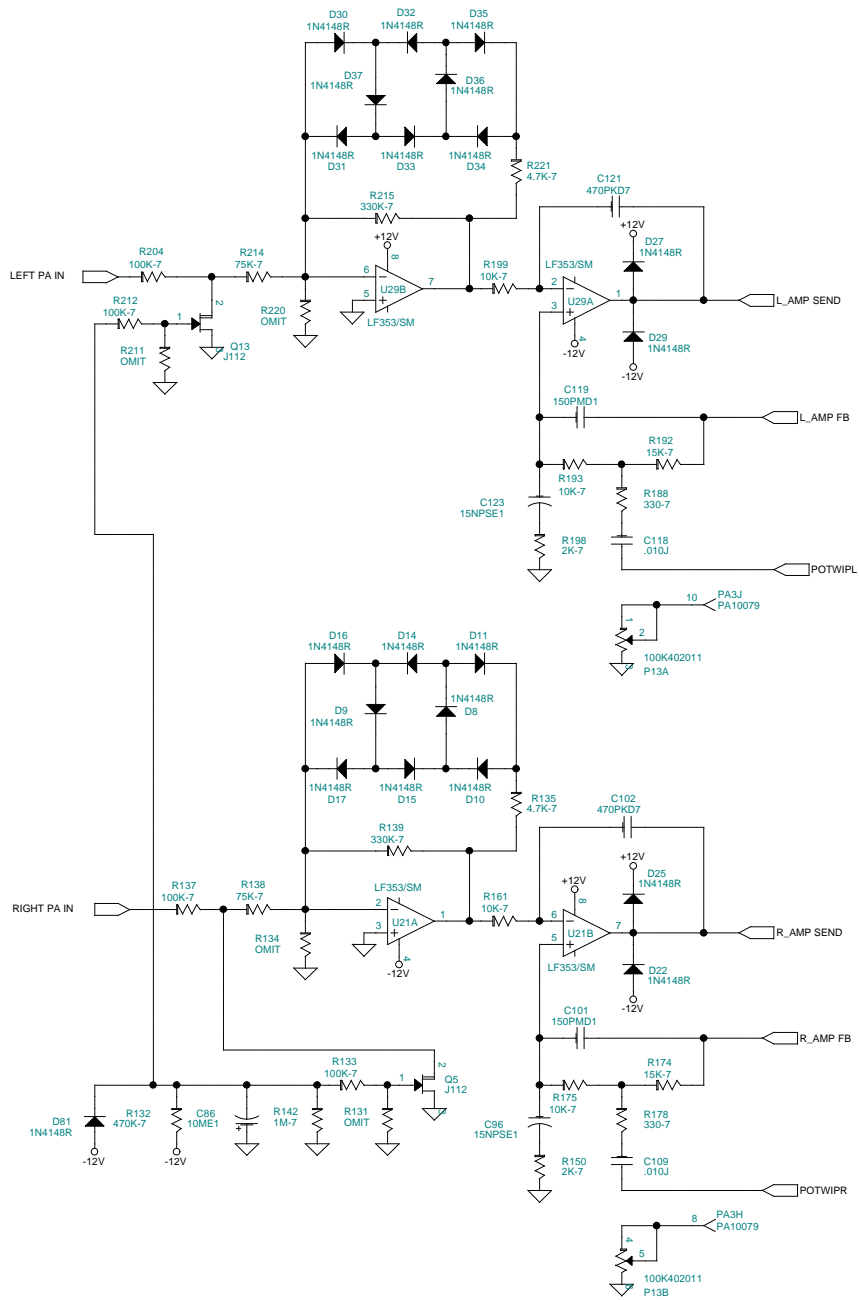 D30
1N4148R
D32
1N4148R
D35
1N4148R
D37
1N4148R
D36
1N4148R
1N4148R
D31
1N4148R
D33
1N4148R
D34
R221
4.7K-7
C121
470PKD7
R215
330K-7
+12V
8
+12V
D27
1N4148R
LEFT PA IN
R204
100K-7
R214
75K-7
6
5
7
U29B
LF353/SM
R199
10K-7
LF353/SM
2
3
1
U29A
4
-12V
L_AMP SEND
R212
100K-7
1
2
3
Q13
J112
R211
OMIT
R220
OMIT
D29
1N4148R
-12V
C119
150PMD1
L_AMP FB
R192
15K-7
R193
10K-7
R188
330-7
C123
15NPSE1
R198
2K-7
C118
.010J
POTWIPL
PA3J
PA10079
10
1
2
3
100K402011
P13A
D16
1N4148R
D14
1N4148R
D11
1N4148R
D9
1N4148R
1N4148R
D8
1N4148R
D17
1N4148R
D15
1N4148R
D10
R135
4.7K-7
C102
470PKD7
R139
330K-7
+12V
8
+12V
D25
1N4148R
RIGHT PA IN
R137
100K-7
R138
75K-7
LF353/SM
2
3
1
U21A
4
-12V
R161
10K-7
6
5
7
U21B
LF353/SM
R_AMP SEND
R134
OMIT
D22
1N4148R
-12V
C101
150PMD1
R_AMP FB
R174
15K-7
R175
10K-7
R178
330-7
R133
100K-7
1
2
3
Q5
J112
D81
1N4148R
-12V
R132
470K-7
-12V
C86
10ME1
R142
1M-7
R131
OMIT
C96
15NPSE1
R150
2K-7
C109
.010J
POTWIPR
PA3H
PA10079
8
4
5
6
100K402011
P13B